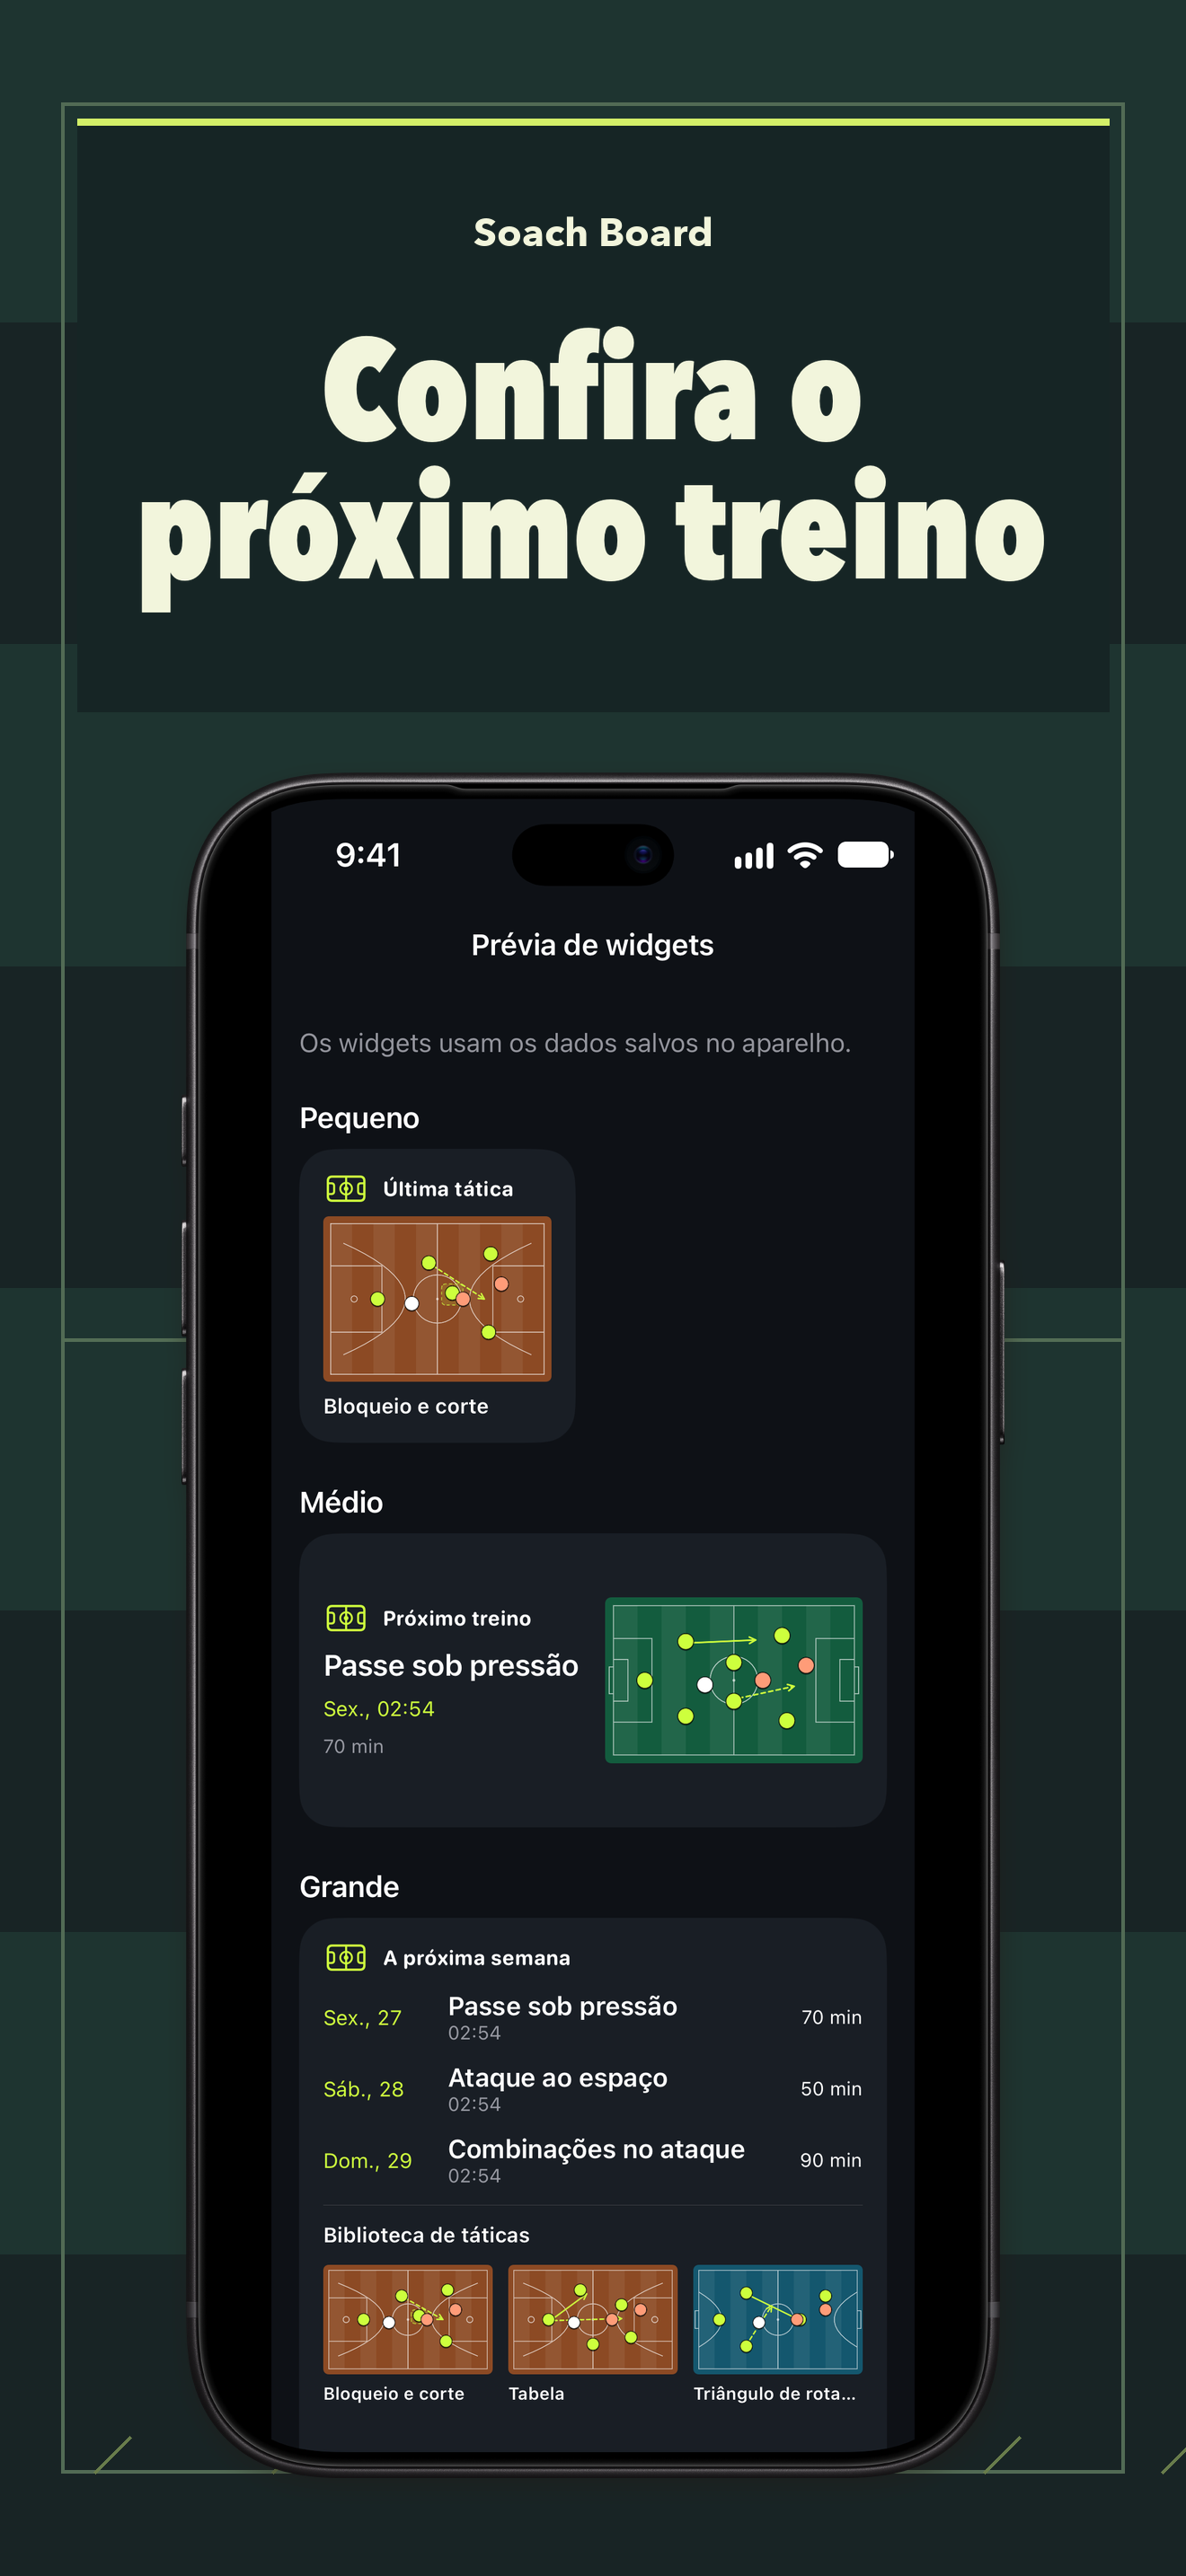 Soach Board
Confira o
próximo treino
9:41
Prévia de widgets
Os widgets usam os dados salvos no aparelho.
Pequeno
Última tática
Bloqueio e corte
Médio
Próximo treino
Passe sob pressão
Sex., 02:54
70 min
Grande
A próxima semana
Sex., 27 Passe sob pressão 70 min
02:54
Sáb., 28 Ataque ao espaço 50 min
02:54
Dom., 29 Combinações no ataque 90 min
02:54
Biblioteca de táticas
Bloqueio e corte Tabela Triângulo de rota...